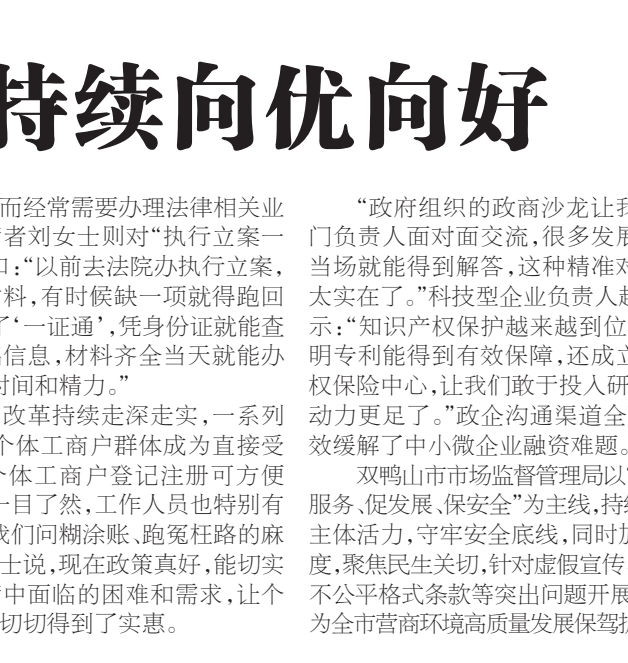 持续向优向好
而经常需要办理法律相关业
者刘女士则对“执行立案一
口：“以前去法院办执行立案，
料，有时候缺一项就得跑回
了‘一证通’，凭身份证就能查
信息，材料齐全当天就能办
时间和精力。”
改革持续走深走实，一系列
个体工商户群体成为直接受
个体工商户登记注册可方便
一目了然，工作人员也特别有
我们问糊涂账、跑冤枉路的麻
士说，现在政策真好，能切实
中面临的困难和需求，让个
切切得到了实惠。
“政府组织的政商沙龙让我
门负责人面对面交流，很多发展
当场就能得到解答，这种精准对
太实在了。”科技型企业负责人赵
示：“知识产权保护越来越到位
明专利能得到有效保障，还成立
权保险中心，让我们敢于投入研
动力更足了。”政企沟通渠道全
效缓解了中小微企业融资难题。
双鸭山市市场监督管理局以“
服务、促发展、保安全”为主线，持续
主体活力，守牢安全底线，同时加
度，聚焦民生关切，针对虚假宣传
不公平格式条款等突出问题开展
为全市营商环境高质量发展保驾护